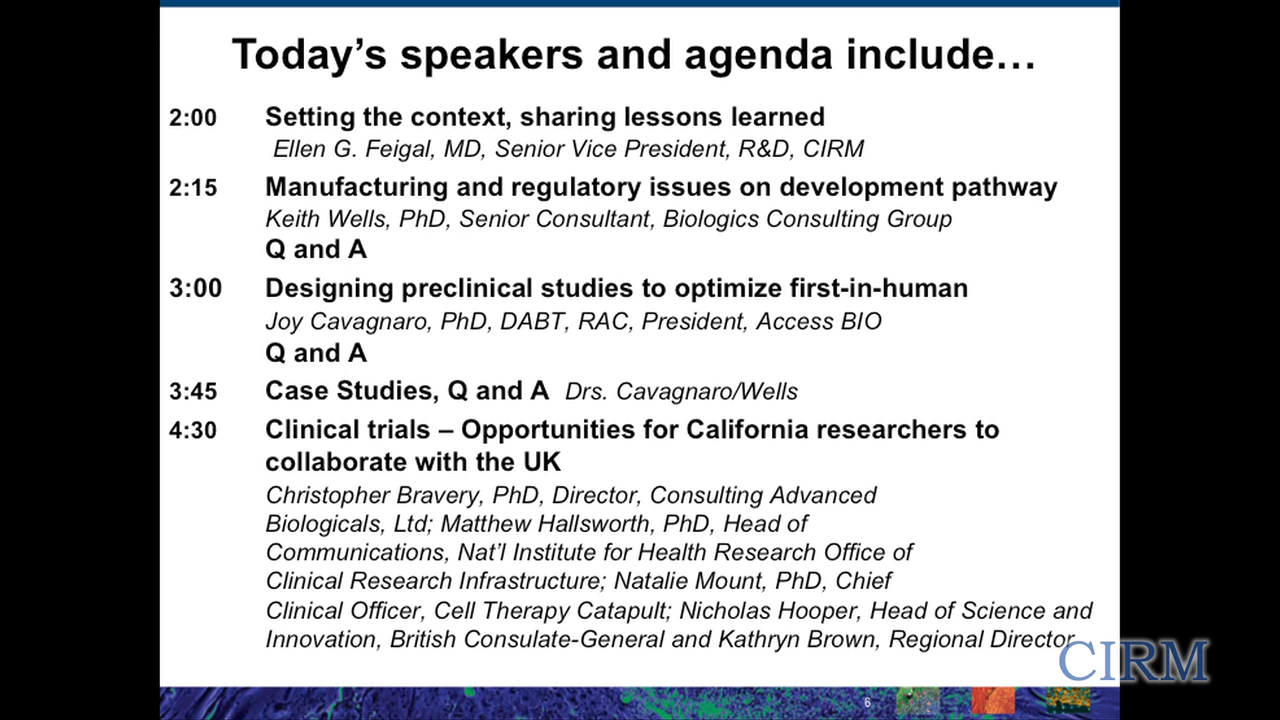 Today's speakers and agenda include…
2:00 Setting the context, sharing lessons learned
Ellen G. Feigal, MD, Senior Vice President, R&D, CIRM
2:15 Manufacturing and regulatory issues on development pathway
Keith Wells, PhD, Senior Consultant, Biologics Consulting Group
Q and A
3:00 Designing preclinical studies to optimize first-in-human
Joy Cavagnaro, PhD, DABT, RAC, President, Access BIO
Q and A
3:45 Case Studies, Q and A Drs. Cavagnaro/Wells
4:30 Clinical trials – Opportunities for California researchers to
collaborate with the UK
Christopher Bravery, PhD, Director, Consulting Advanced
Biologicals, Ltd; Matthew Hallsworth, PhD, Head of
Communications, Nat'l Institute for Health Research Office of
Clinical Research Infrastructure; Natalie Mount, PhD, Chief
Clinical Officer, Cell Therapy Catapult; Nicholas Hooper, Head of Science and
Innovation, British Consulate-General and Kathryn Brown, Regional Director
CIRM
6